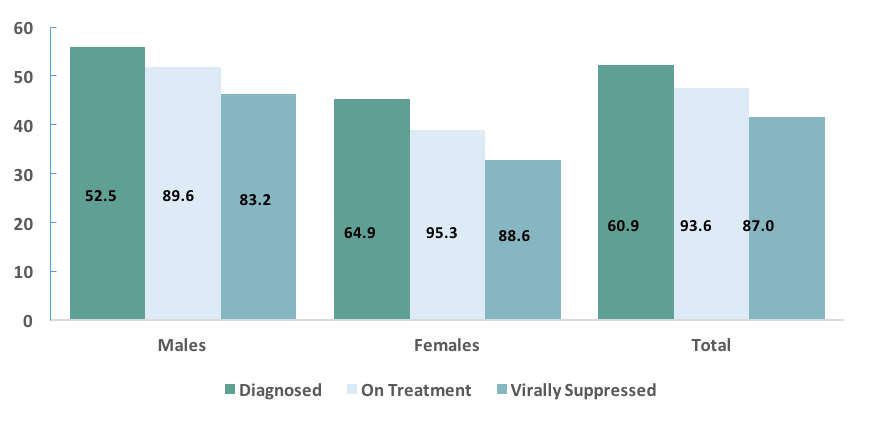 60
50
40
30
20
10
0
52.5 89.6 83.2
64.9 95.3 88.6
60.9 93.6 87.0
Males Females Total
Diagnosed On Treatment Virally Suppressed